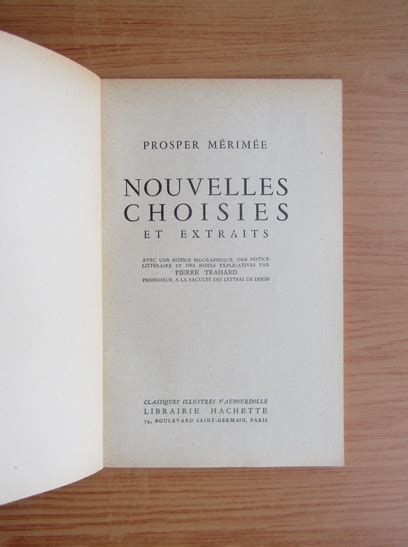 PROSPER MÉRIMÉE
NOUVELLES
CHOISIES
ET EXTRAITS
AVEC UNE NOTICE BIOGRAPHIQUE, UNE NOTICE
LITTÉRAIRE ET DES NOTES EXPLICATIVES PAR
PIERRE TRAHARD
PROFESSEUR A LA FACULTÉ DES LETTRES DE DIJON
CLASSIQUES ILLUSTRÉS VAUBOURDOLLE
LIBRAIRIE HACHETTE
79, BOULEVARD SAINT-GERMAIN, PARIS